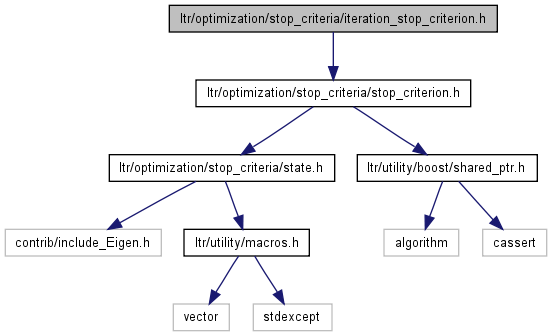 ltr/optimization/stop_criteria/iteration_stop_criterion.h
ltr/optimization/stop_criteria/stop_criterion.h
ltr/optimization/stop_criteria/state.h
ltr/utility/boost/shared_ptr.h
contrib/include_Eigen.h
ltr/utility/macros.h
algorithm
cassert
vector
stdexcept